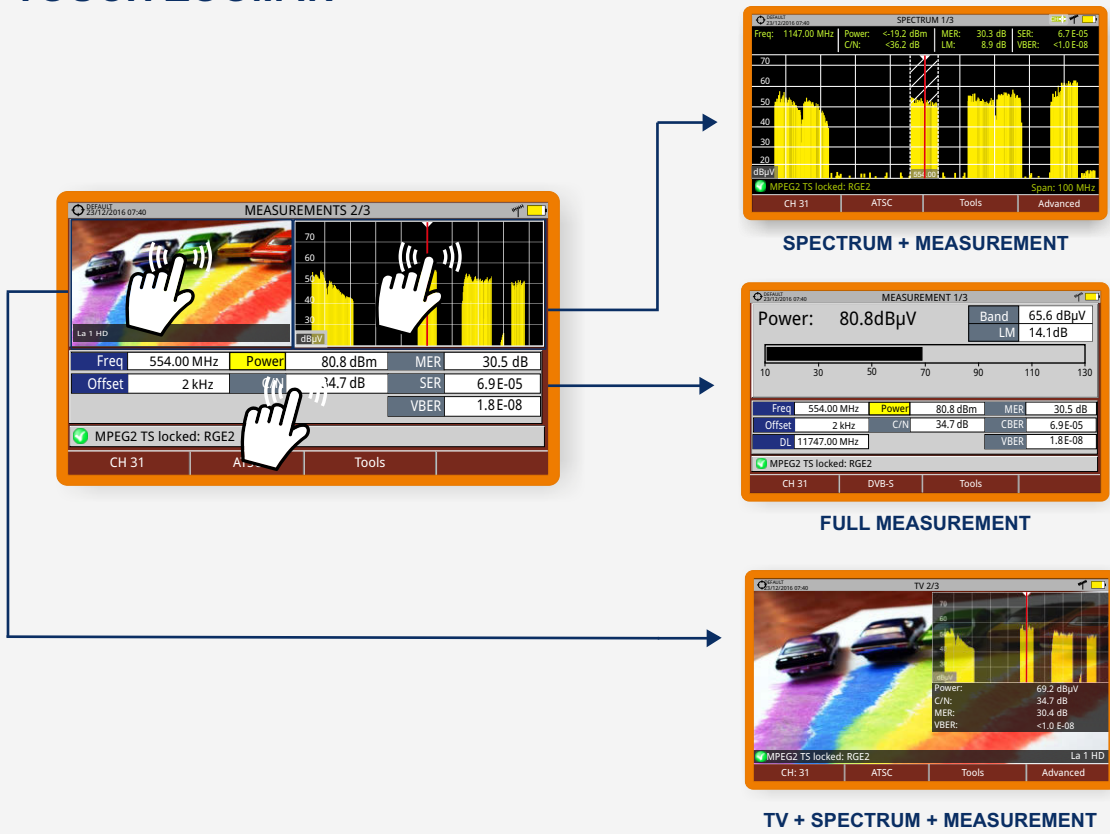 DEFAULT
23/12/2016 07:40
SPECTRUM 1/3
Freq: 1147.00 MHz Power: <-19.2 dBm MER: 30.3 dB SER: 6.7 E-05
C/N: <36.2 dB LM: 8.9 dB VBER: <1.0 E-08
70
60
50
40
30
20
dBµV
554.00
MPEG2 TS locked: RGE2 Span: 100 MHz
CH 31 ATSC Tools Advanced
SPECTRUM + MEASUREMENT
DEFAULT
23/12/2016 07:40
MEASUREMENTS 2/3
70
60
50
30
dBµV
La 1 HD
Freq 554.00 MHz Power 80.8 dBm MER 30.5 dB
Offset 2 kHz 34.7 dB SER 6.9E-05
VBER 1.8E-08
MPEG2 TS locked: RGE2
CH 31 Tools
DEFAULT
23/12/2016 07:40
MEASUREMENT 1/3
Power: 80.8dBµV Band 65.6 dBµV
LM 14.1dB
10 30 50 70 90 110 130
Freq 554.00 MHz Power 80.8 dBm MER 30.5 dB
Offset 2 kHz C/N 34.7 dB CBER 6.9E-05
DL 11747.00 MHz VBER 1.8E-08
MPEG2 TS locked: RGE2
CH 31 DVB-S Tools
FULL MEASUREMENT
DEFAULT
23/12/2016 07:40
TV 2/3
70
60
dBµV
Power: 69.2 dBµV
C/N: 34.7 dB
MER: 30.4 dB
VBER: <1.0 E-08
MPEG2 TS locked: RGE2 La 1 HD
CH: 31 ATSC Tools Advanced
TV + SPECTRUM + MEASUREMENT